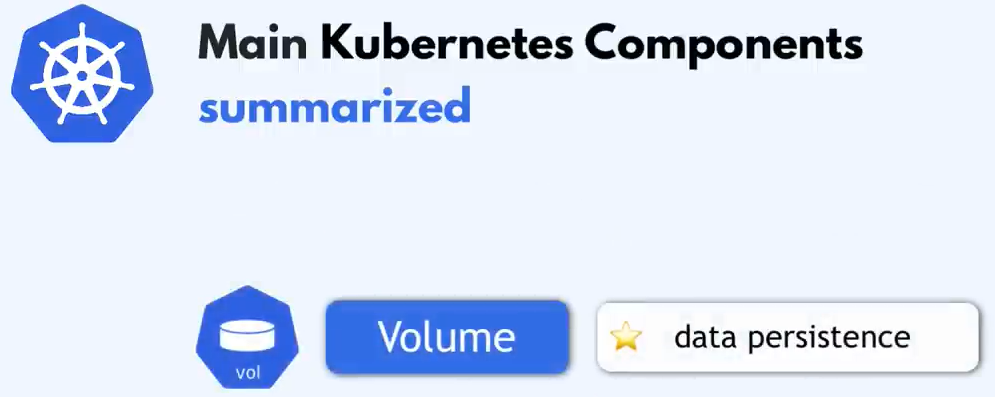 Main Kubernetes Components
summarized
vol
Volume
data persistence